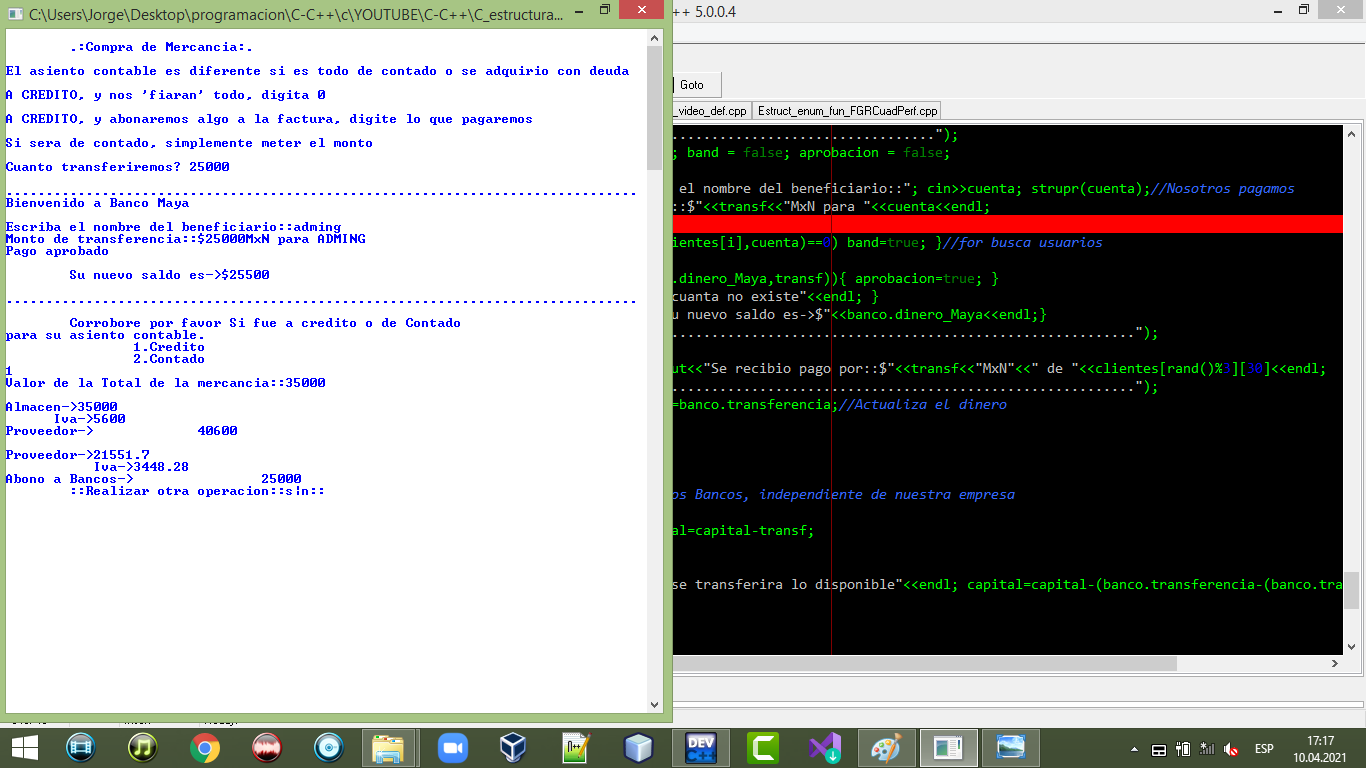 C:\Users\Jorge\Desktop\programacion\C-C++\c\YOUTUBE\C-C++\C_estructura...
++ 5.0.0.4
.:Compra de Mercancia:.
El asiento contable es diferente si es todo de contado o se adquirio con deuda
A CREDITO, y nos 'fiaran' todo, digita 0
A CREDITO, y abonaremos algo a la factura, digite lo que pagaremos
Si sera de contado, simplemente meter el monto
Cuanto transferiremos? 25000
...............................................................................
Bienvenido a Banco Maya
Escriba el nombre del beneficiario::adming
Monto de transferencia::$25000MxN para ADMING
Pago aprobado
Su nuevo saldo es->$25500
...............................................................................
Corrobore por favor Si fue a credito o de Contado
para su asiento contable.
1.Credito
2.Contado
1
Valor de la Total de la mercancia::35000
Almacen->35000
Iva->5600
Proveedor-> 40600
Proveedor->21551.7
Iva->3448.28
Abono a Bancos-> 25000
::Realizar otra operacion::s¦n::
Goto
_video_def.cpp
Estruct_enum_fun_FGRCuadPerf.cpp
................................");
; band = false; aprobacion = false;
el nombre del beneficiario::"; cin>>cuenta; strupr(cuenta);//Nosotros pagamos
::$"<<transf<<"MxN para "<<cuenta<<endl;
ientes[i],cuenta)==0) band=true; }//for busca usuarios
.dinero_Maya,transf)){ aprobacion=true; }
cuanta no existe"<<endl; }
u nuevo saldo es->$"<<banco.dinero_Maya<<endl;}
.........................................................");
ut<<"Se recibio pago por::$"<<transf<<"MxN"<<" de "<<clientes[rand()%3][30]<<endl;
.........................................................");
=banco.transferencia;//Actualiza el dinero
os Bancos, independiente de nuestra empresa
al=capital-transf;
se transferira lo disponible"<<endl; capital=capital-(banco.transferencia-(banco.tra
N++
DEV
C++
C
ESP
17:17
10.04.2021